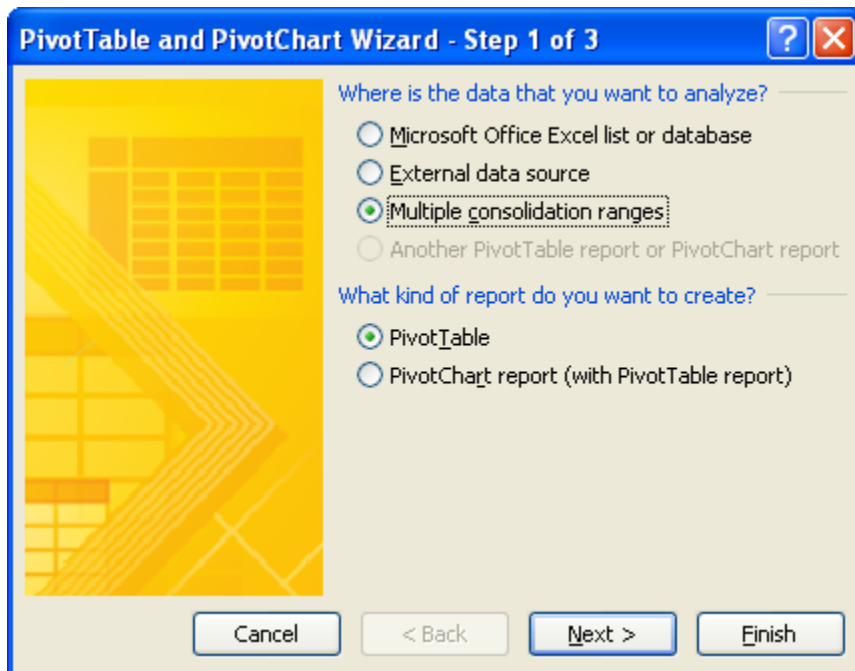 PivotTable and PivotChart Wizard - Step 1 of 3
Where is the data that you want to analyze?
Microsoft Office Excel list or database
External data source
Multiple consolidation ranges
Another PivotTable report or PivotChart report
What kind of report do you want to create?
PivotTable
PivotChart report (with PivotTable report)
Cancel < Back Next > Finish